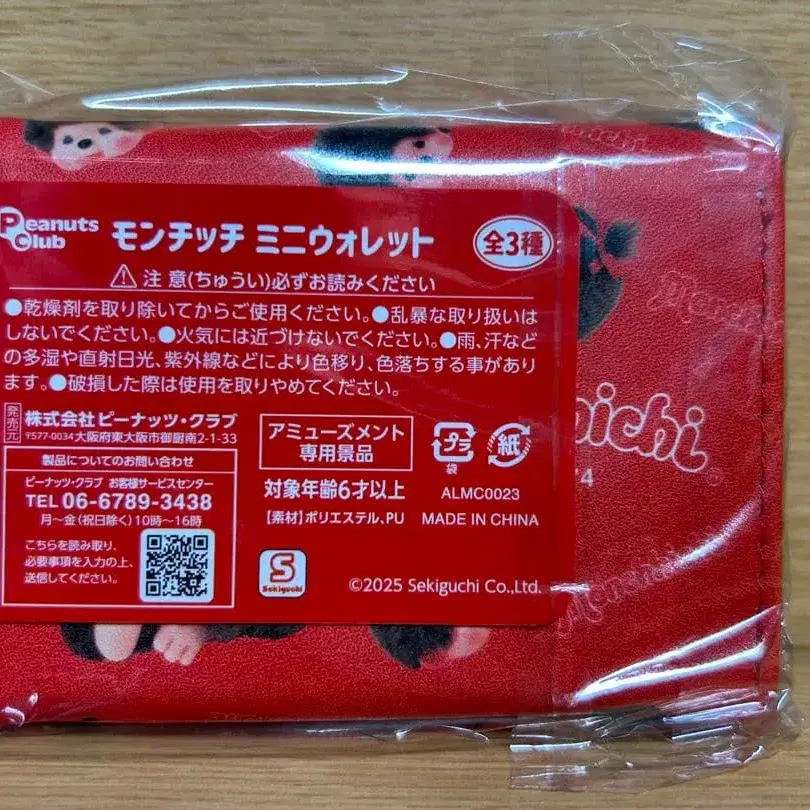 Peanuts Club
モンチッチ ミニウォレット
全3種
⚠注意(ちゅうい)必ずお読みください
●乾燥剤を取り除いてからご使用ください。●乱暴な取り扱いは
しないでください。●火気には近づけないでください。●雨、汗など
の多湿や直射日光、紫外線などにより色移り、色落ちする事があり
ます。●破損した際は使用を取りやめてください。
発売元 株式会社ピーナッツ・クラブ
〒577-0034 大阪府東大阪市御厨南2-1-33
製品についてのお問い合わせ
ピーナッツ・クラブ お客様サービスセンター
TEL 06-6789-3438
月〜金(祝日除く)10時〜16時
こちらを読み取り、
必要事項を入力の上、
送信してください。
アミューズメント
専用景品
対象年齢6才以上
【素材】ポリエステル、PU
プラ
袋
紙
ALMC0023
MADE IN CHINA
S
Sekiguchi
©2025 Sekiguchi Co.,Ltd.